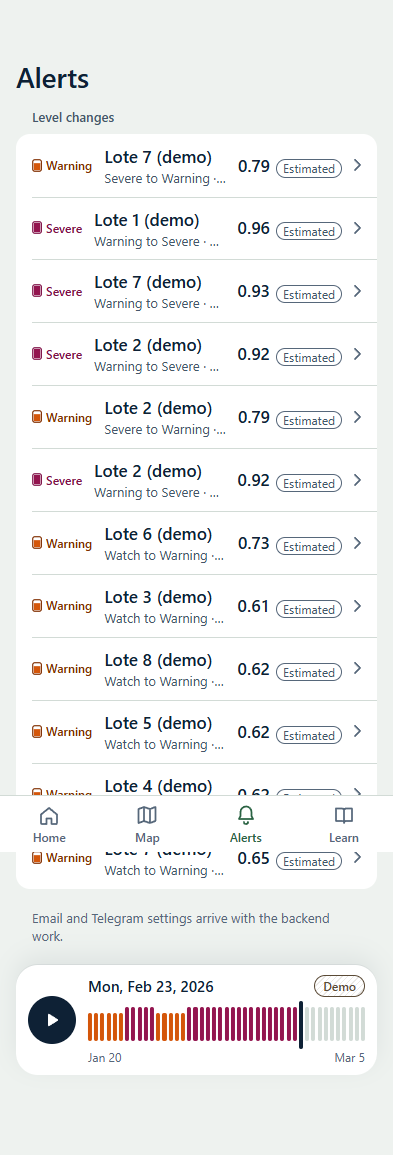 Alerts
Level changes
Warning
Lote 7 (demo)
Severe to Warning ·...
0.79
Estimated
Severe
Lote 1 (demo)
Warning to Severe · ...
0.96
Estimated
Severe
Lote 7 (demo)
Warning to Severe · ...
0.93
Estimated
Severe
Lote 2 (demo)
Warning to Severe · ...
0.92
Estimated
Warning
Lote 2 (demo)
Severe to Warning ·...
0.79
Estimated
Severe
Lote 2 (demo)
Warning to Severe · ...
0.92
Estimated
Warning
Lote 6 (demo)
Watch to Warning ·...
0.73
Estimated
Warning
Lote 3 (demo)
Watch to Warning ·...
0.61
Estimated
Warning
Lote 8 (demo)
Watch to Warning ·...
0.62
Estimated
Warning
Lote 5 (demo)
Watch to Warning ·...
0.62
Estimated
Warning
Lote 4 (demo)
Home
Map
Alerts
Learn
Warning
Watch to Warning ·...
0.65
Estimated
Email and Telegram settings arrive with the backend
work.
Mon, Feb 23, 2026
Demo
Jan 20
Mar 5